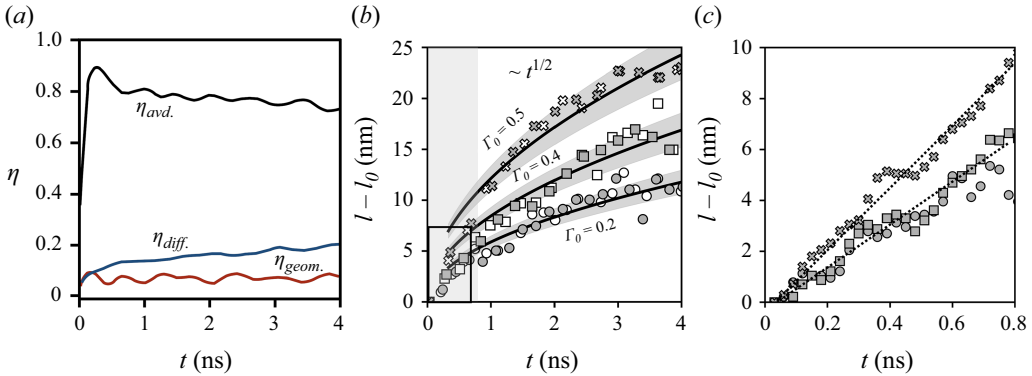 (a)
1.0
0.8
0.6
0.4
0.2
0
η
η_avd.
η_diff.
η_geom.
0 1 2 3 4
t (ns)
(b)
25
20
15
10
5
0
l – l_0 (nm)
~ t^1/2
Γ_0 = 0.5
Γ_0 = 0.4
Γ_0 = 0.2
0 1 2 3 4
t (ns)
(c)
10
8
6
4
2
0
l – l_0 (nm)
0 0.2 0.4 0.6 0.8
t (ns)